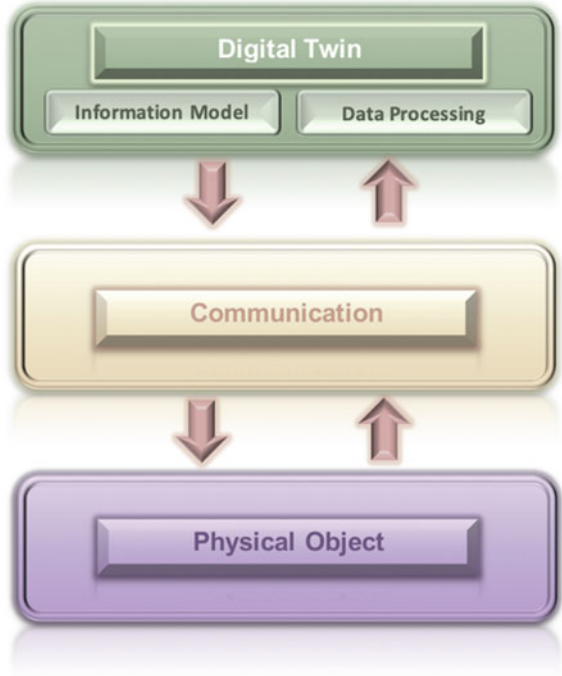 Digital Twin
Information Model
Data Processing
Communication
Physical Object